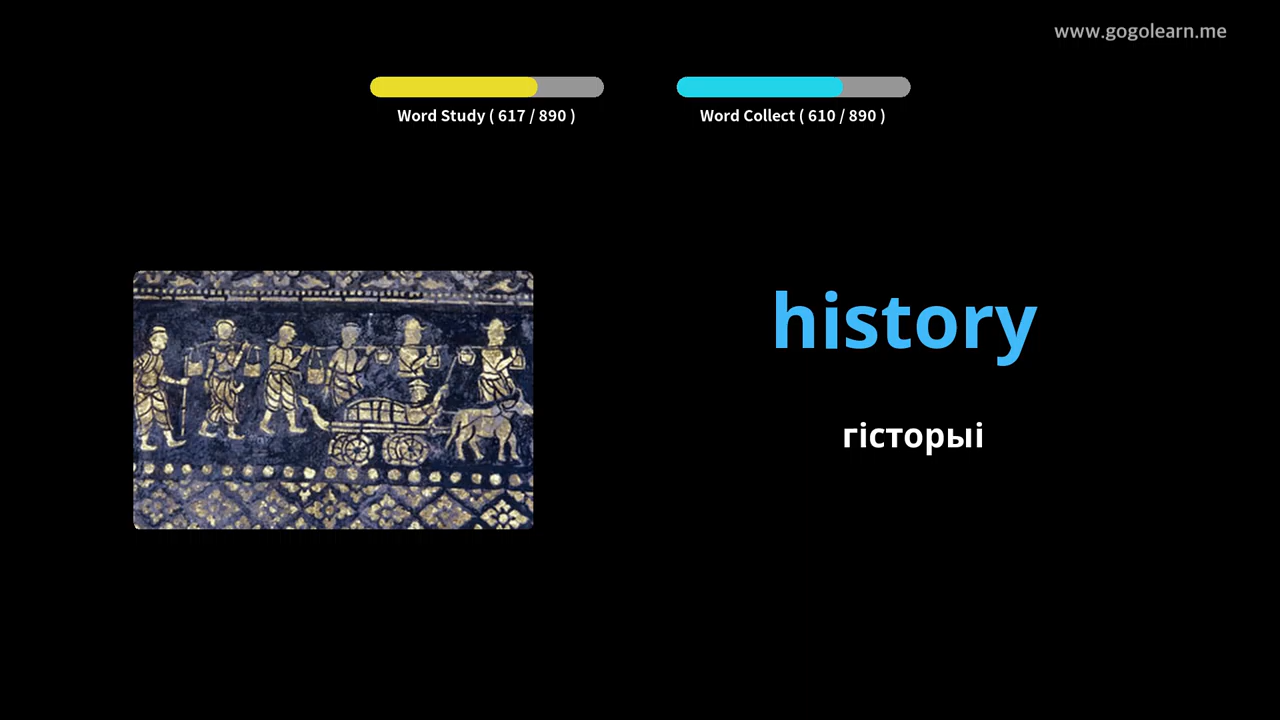 www.gogolearn.me
Word Study ( 617 / 890 )
Word Collect ( 610 / 890 )
history
гісторыі